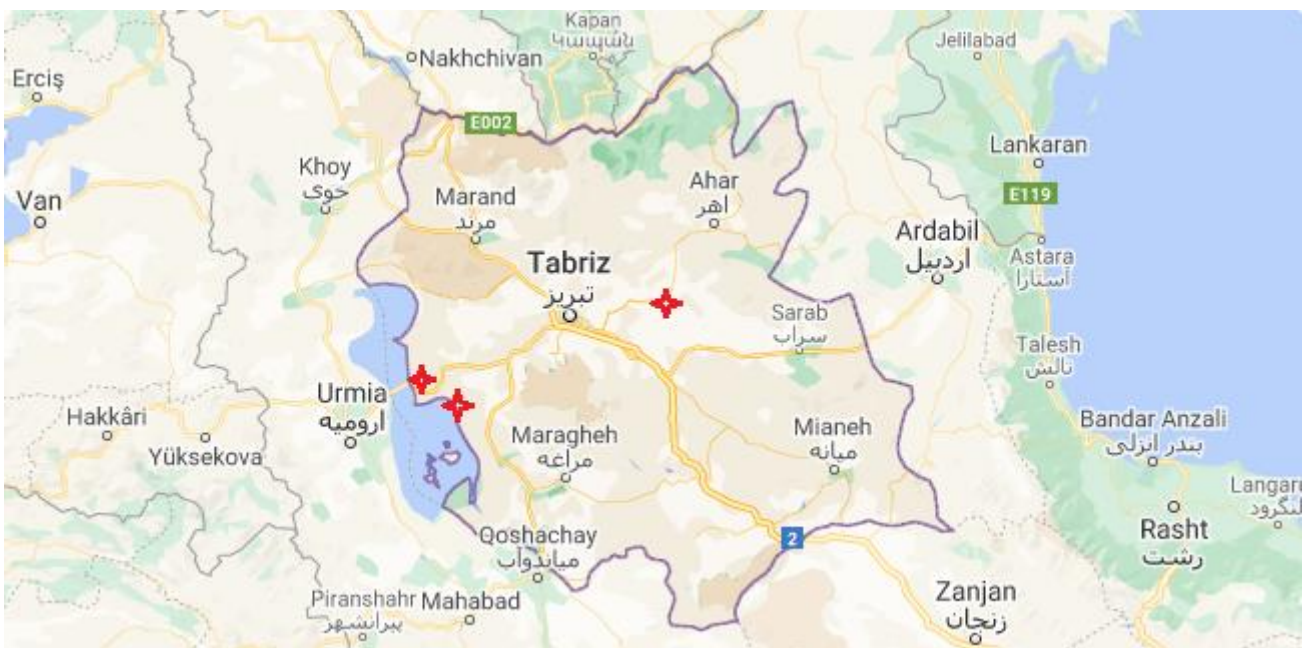 Kapan
Կապան
Jelilabad
Nakhchivan
Erciş
E002
Lankaran
Khoy
خوی
Ahar
اهر
Marand
مرند
E119
Van
Ardabil
اردبیل
Tabriz
تبریز
Astara
آستارا
Sarab
سراب
Talesh
تالش
Urmia
ارومیه
Hakkâri
Yüksekova
Maragheh
مراغه
Mianeh
میانه
Bandar Anzali
بندر انزلی
Langaru
لنگرود
Rasht
رشت
Qoshachay
میاندوآب
2
Piranshahr
پیرانشهر
Mahabad
Zanjan
زنجان